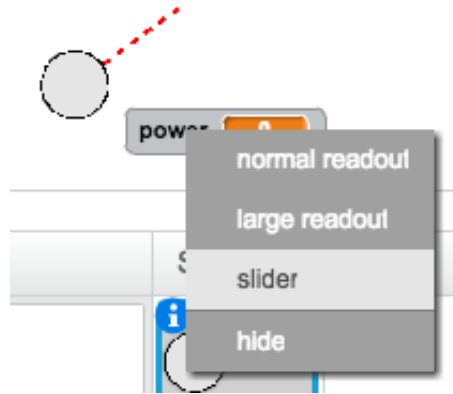 power
normal readout
large readout
S
slider
i
hide